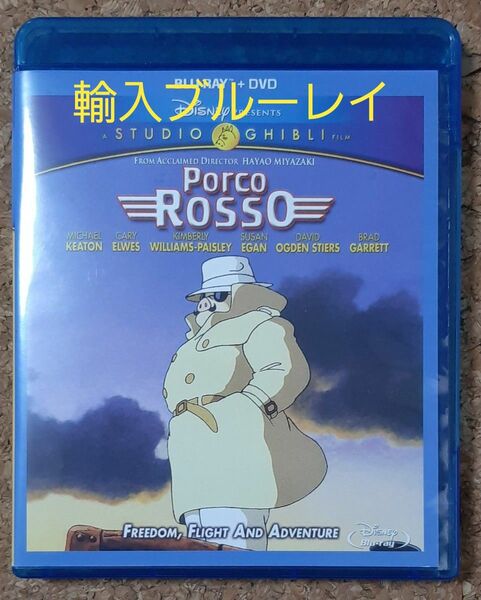 BLU-RAY™ + DVD
輸入ブルーレイ
DISNEY PRESENTS
A STUDIO GHIBLI FILM
FROM ACCLAIMED DIRECTOR HAYAO MIYAZAKI
PORCO
ROSSO
MICHAEL CARY KIMBERLY SUSAN DAVID BRAD
KEATON ELWES WILLIAMS-PAISLEY EGAN OGDEN STIERS GARRETT
FREEDOM, FLIGHT AND ADVENTURE
Disney
Blu-ray